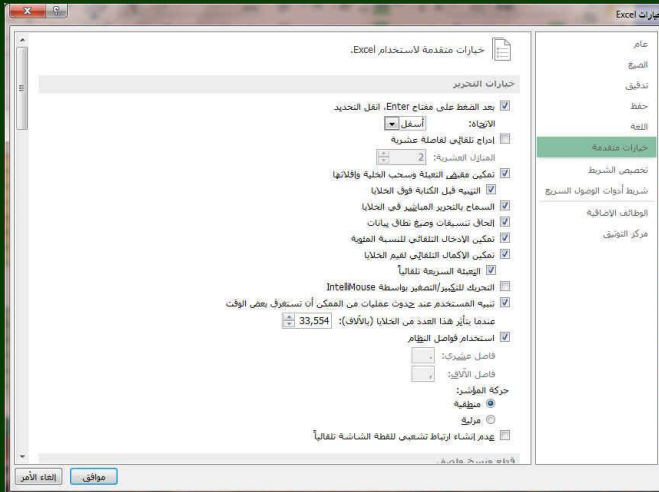 خيارات Excel
عام
الصيغ
تدقيق
حفظ
اللغة
خيارات متقدمة
تخصيص الشريط
شريط أدوات الوصول السريع
الوظائف الإضافية
مركز التوثيق
خيارات متقدمة لاستخدام Excel.
خيارات التحرير
بعد الضغط على مفتاح Enter، انقل التحديد
الاتجاه: أسفل
إدراج تلقائي لفاصلة عشرية
المنازل العشرية: 2
تمكين مقبض التعبئة وسحب الخلية وإفلاتها
التنبيه قبل الكتابة فوق الخلايا
السماح بالتحرير المباشر في الخلايا
إلحاق تنسيقات وصيغ نطاق بيانات
تمكين الإدخال التلقائي للنسبة المئوية
تمكين الإكمال التلقائي لقيم الخلايا
التعبئة السريعة تلقائياً
التحريك للتكبير/التصغير بواسطة IntelliMouse
تنبيه المستخدم عند حدوث عمليات من الممكن أن تستغرق بعض الوقت
عندما يتأثر هذا العدد من الخلايا (بالآلاف): 33,554
استخدام فواصل النظام
فاصل عشري: .
فاصل الآلاف: ,
حركة المؤشر:
منطقية
مرئية
عدم إنشاء ارتباط تشعبي للقطة الشاشة تلقائياً
قطع ونسخ ولصق
موافق
إلغاء الأمر